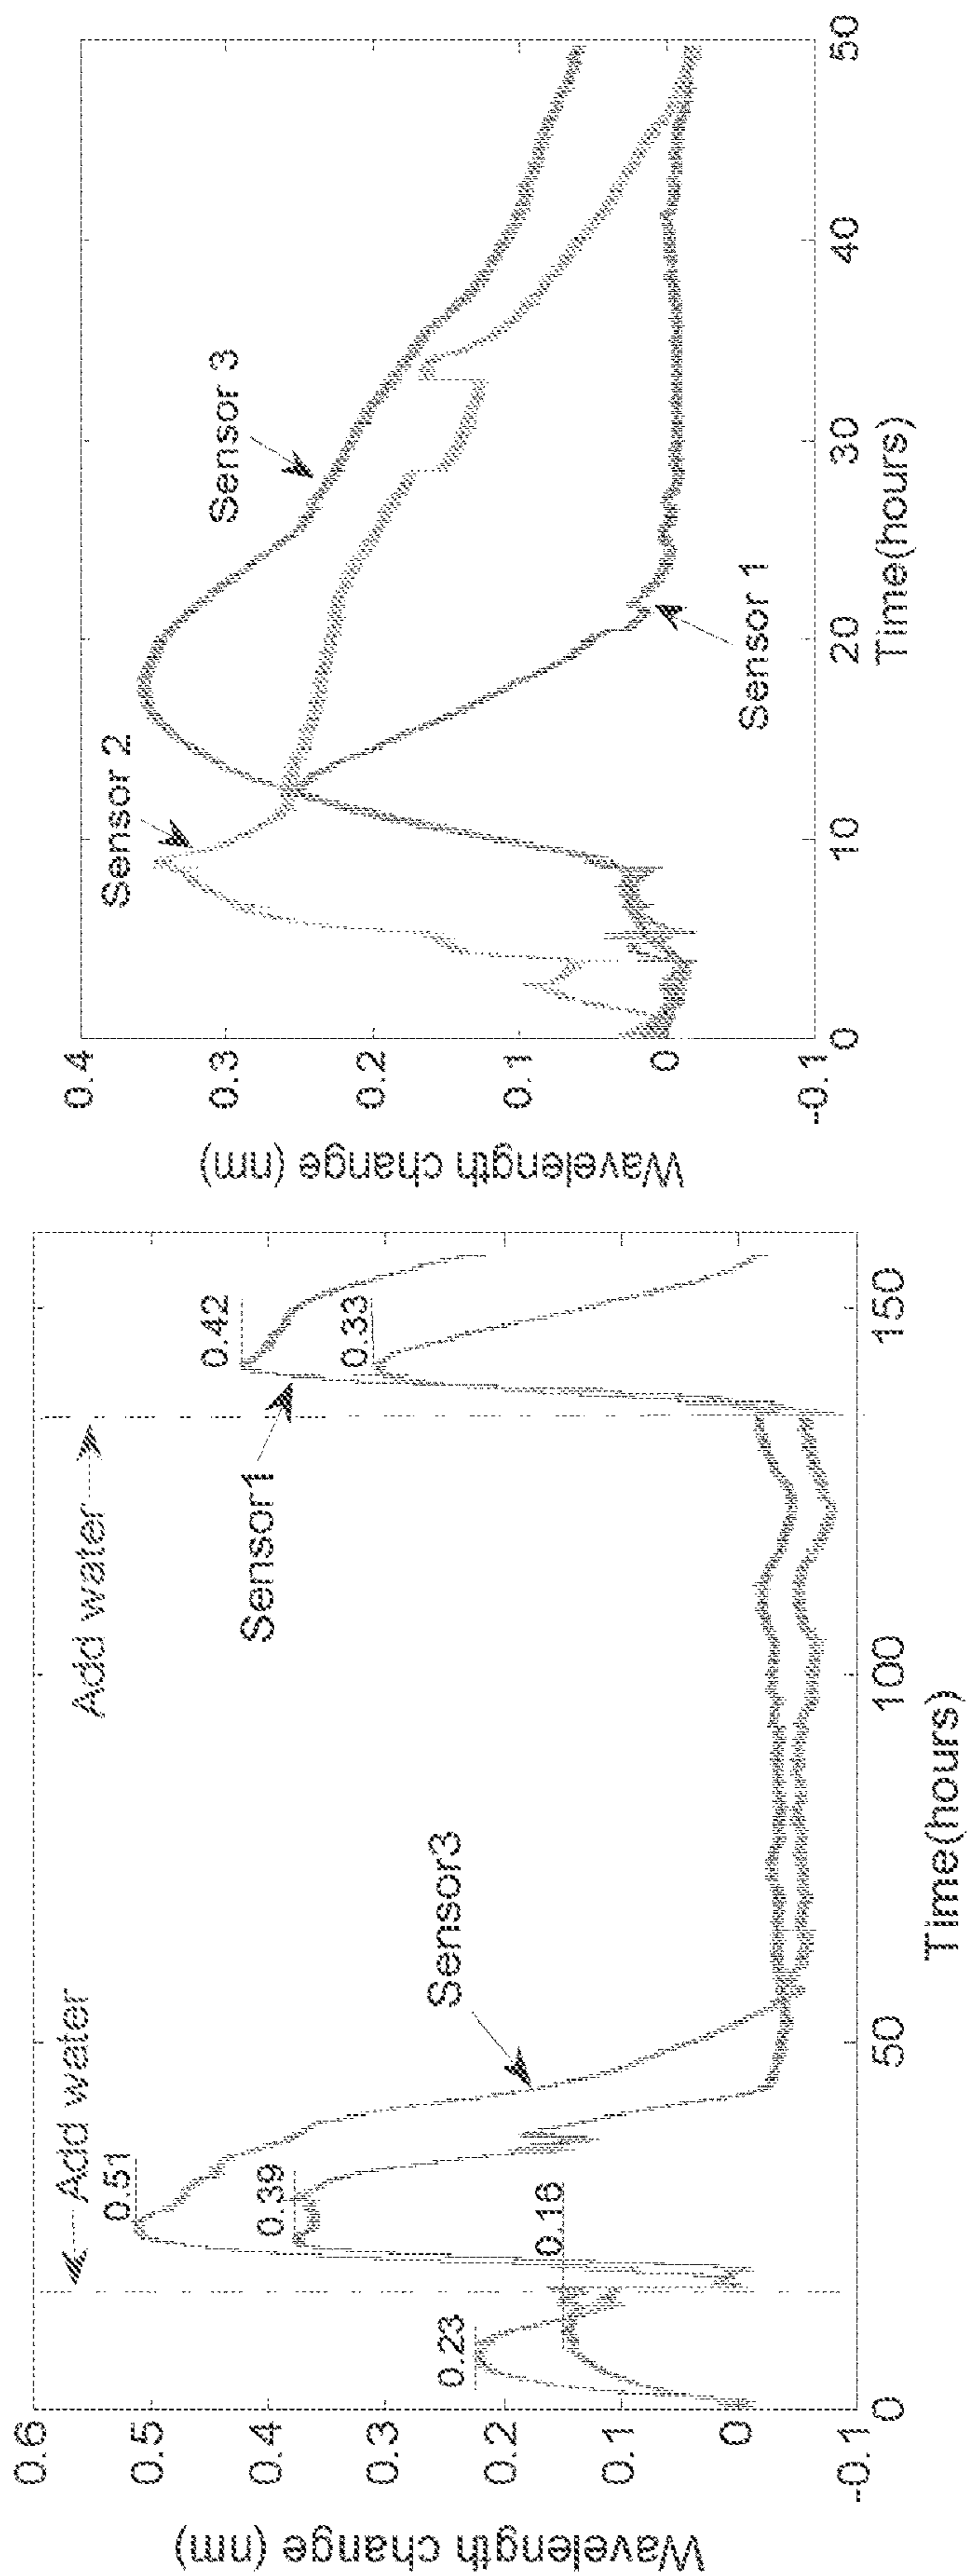 Wavelength change (nm)
0.6
0.5
0.4
0.3
0.2
0.1
0
-0.1
0
50
100
150
Time(hours)
Add water
Add water
0.51
0.39
0.23
0.16
0.42
0.33
Sensor3
Sensor1
Wavelength change (nm)
0.4
0.3
0.2
0.1
0
-0.1
0
10
20
30
40
50
Time(hours)
Sensor 2
Sensor 3
Sensor 1